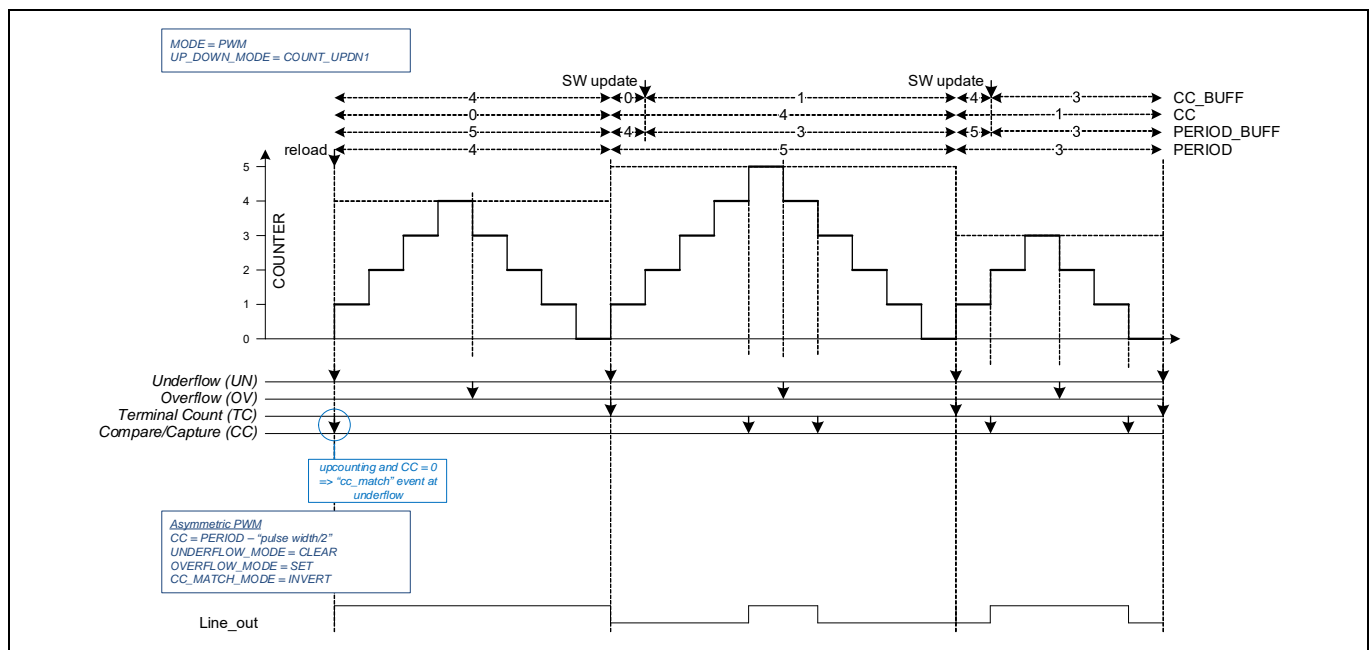 MODE = PWM
UP_DOWN_MODE = COUNT_UPDN1
SW update
SW update
4 0 1 4 3 CC_BUFF
0 4 1 CC
5 4 3 5 3 PERIOD_BUFF
reload 4 5 3 PERIOD
5
4
3
2
1
0
COUNTER
Underflow (UN)
Overflow (OV)
Terminal Count (TC)
Compare/Capture (CC)
upcounting and CC = 0
=> “cc_match” event at
underflow
Asymmetric PWM
CC = PERIOD – “pulse width/2”
UNDERFLOW_MODE = CLEAR
OVERFLOW_MODE = SET
CC_MATCH_MODE = INVERT
Line_out